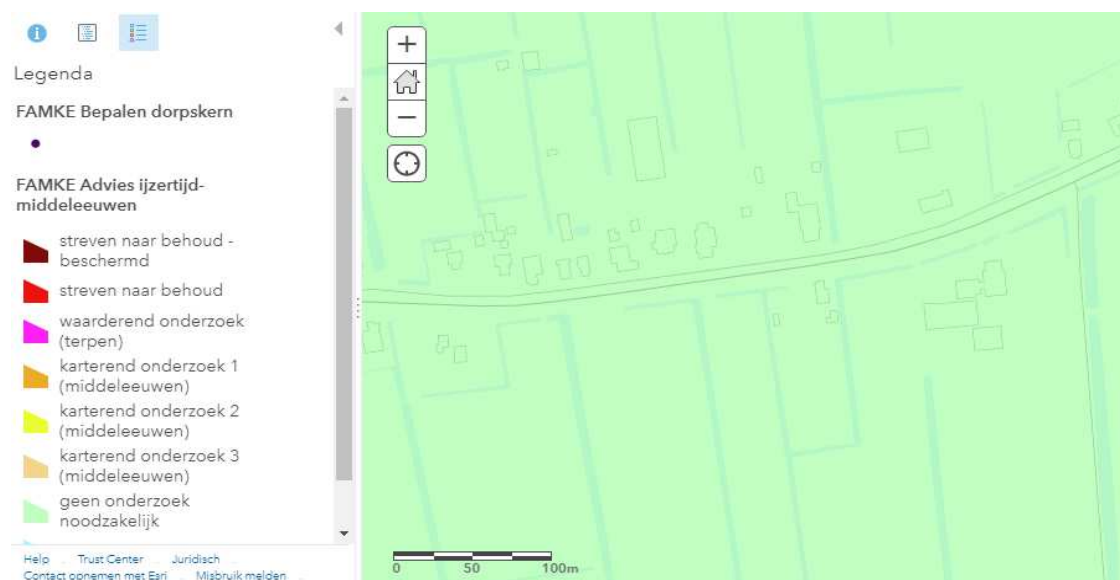 Legenda
FAMKE Bepalen dorpskern
FAMKE Advies ijzertijd-
middeleeuwen
streven naar behoud -
beschermd
streven naar behoud
waarderend onderzoek
(terpen)
karterend onderzoek 1
(middeleeuwen)
karterend onderzoek 2
(middeleeuwen)
karterend onderzoek 3
(middeleeuwen)
geen onderzoek
noodzakelijk
Help . Trust Center . Juridisch .
Contact opnemen met Esri . Misbruik melden .
0 50 100m